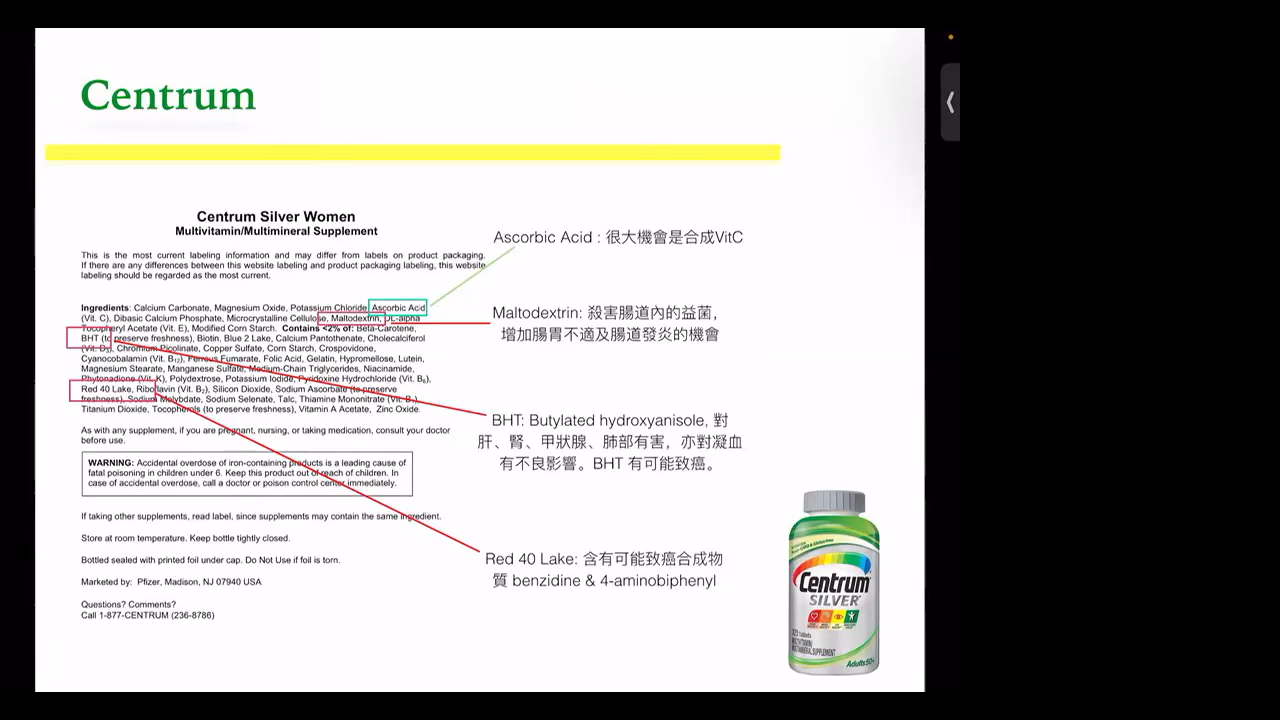 Centrum
Centrum Silver Women
Multivitamin/Multimineral Supplement
This is the most current labeling information and may differ from labels on product packaging.
If there are any differences between this website labeling and product packaging labeling, this website
labeling should be regarded as the most current.
Ingredients: Calcium Carbonate, Magnesium Oxide, Potassium Chloride, Ascorbic Acid
(Vit. C), Dibasic Calcium Phosphate, Microcrystalline Cellulose, Maltodextrin, DL-alpha
Tocopheryl Acetate (Vit. E), Modified Corn Starch. Contains <2% of: Beta-Carotene,
BHT (to preserve freshness), Biotin, Blue 2 Lake, Calcium Pantothenate, Cholecalciferol
(Vit. D3), Chromium Picolinate, Copper Sulfate, Corn Starch, Crospovidone,
Cyanocobalamin (Vit. B12), Ferrous Fumarate, Folic Acid, Gelatin, Hypromellose, Lutein,
Magnesium Stearate, Manganese Sulfate, Medium-Chain Triglycerides, Niacinamide,
Phytonadione (Vit. K), Polydextrose, Potassium Iodide, Pyridoxine Hydrochloride (Vit. B6),
Red 40 Lake, Riboflavin (Vit. B2), Silicon Dioxide, Sodium Ascorbate (to preserve
freshness), Sodium Molybdate, Sodium Selenate, Talc, Thiamine Mononitrate (Vit. B1),
Titanium Dioxide, Tocopherols (to preserve freshness), Vitamin A Acetate, Zinc Oxide.
As with any supplement, if you are pregnant, nursing, or taking medication, consult your doctor
before use.
WARNING: Accidental overdose of iron-containing products is a leading cause of
fatal poisoning in children under 6. Keep this product out of reach of children. In
case of accidental overdose, call a doctor or poison control center immediately.
If taking other supplements, read label, since supplements may contain the same ingredient.
Store at room temperature. Keep bottle tightly closed.
Bottled sealed with printed foil under cap. Do Not Use if foil is torn.
Marketed by: Pfizer, Madison, NJ 07940 USA
Questions? Comments?
Call 1-877-CENTRUM (236-8786)
Ascorbic Acid : 很大機會是合成VitC
Maltodextrin: 殺害腸道內的益菌，
增加腸胃不適及腸道發炎的機會
BHT: Butylated hydroxyanisole, 對
肝、腎、甲狀腺、肺部有害，亦對凝血
有不良影響。BHT 有可能致癌。
Red 40 Lake: 含有可能致癌合成物
質 benzidine & 4-aminobiphenyl
Centrum
SILVER
MULTIVITAMIN/
MULTIMINERAL SUPPLEMENT
Adults 50+